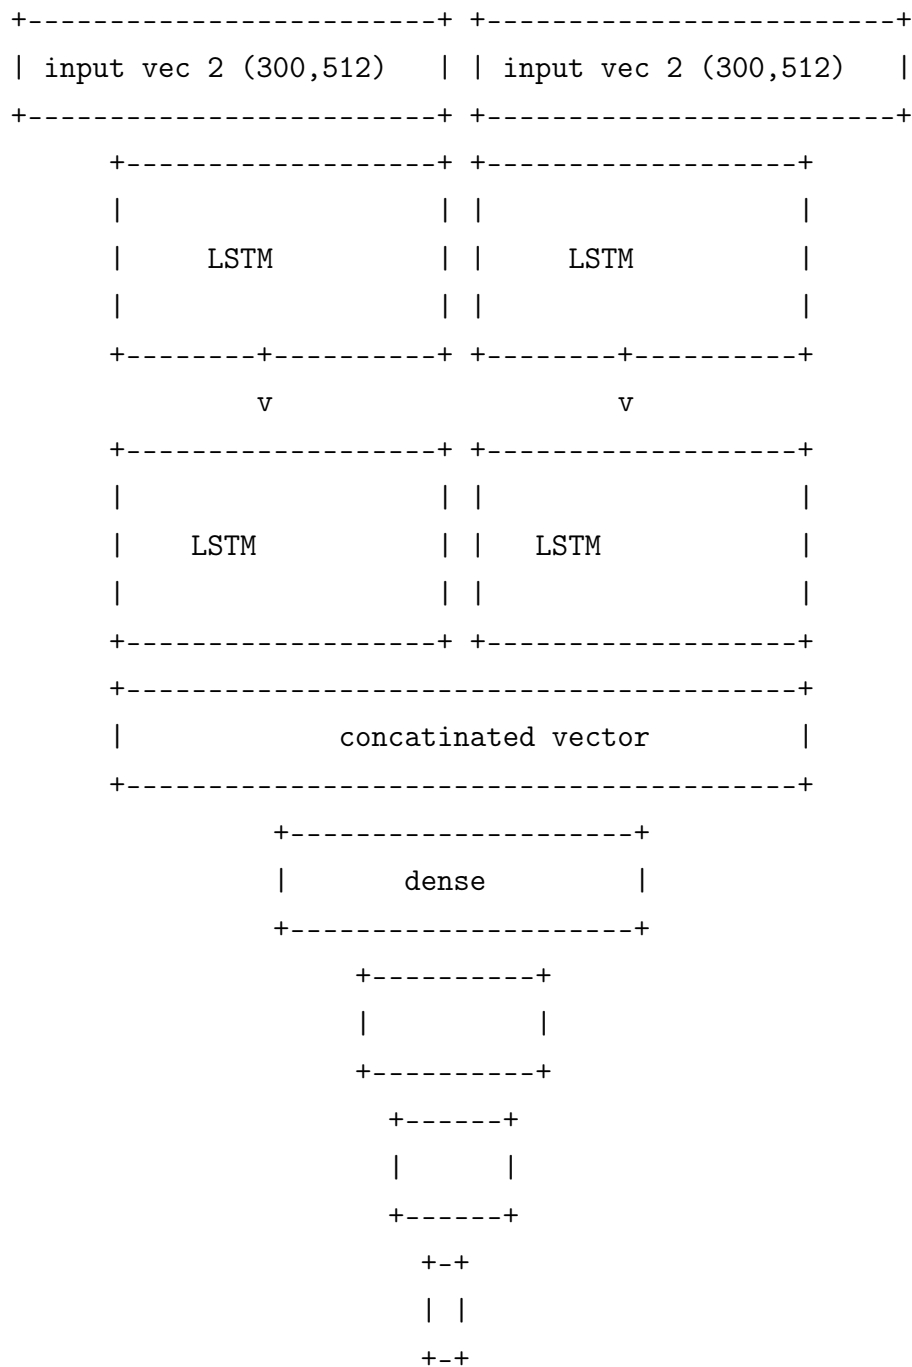 input vec 2 (300,512) input vec 2 (300,512)
LSTM LSTM
v v
LSTM LSTM
concatinated vector
dense